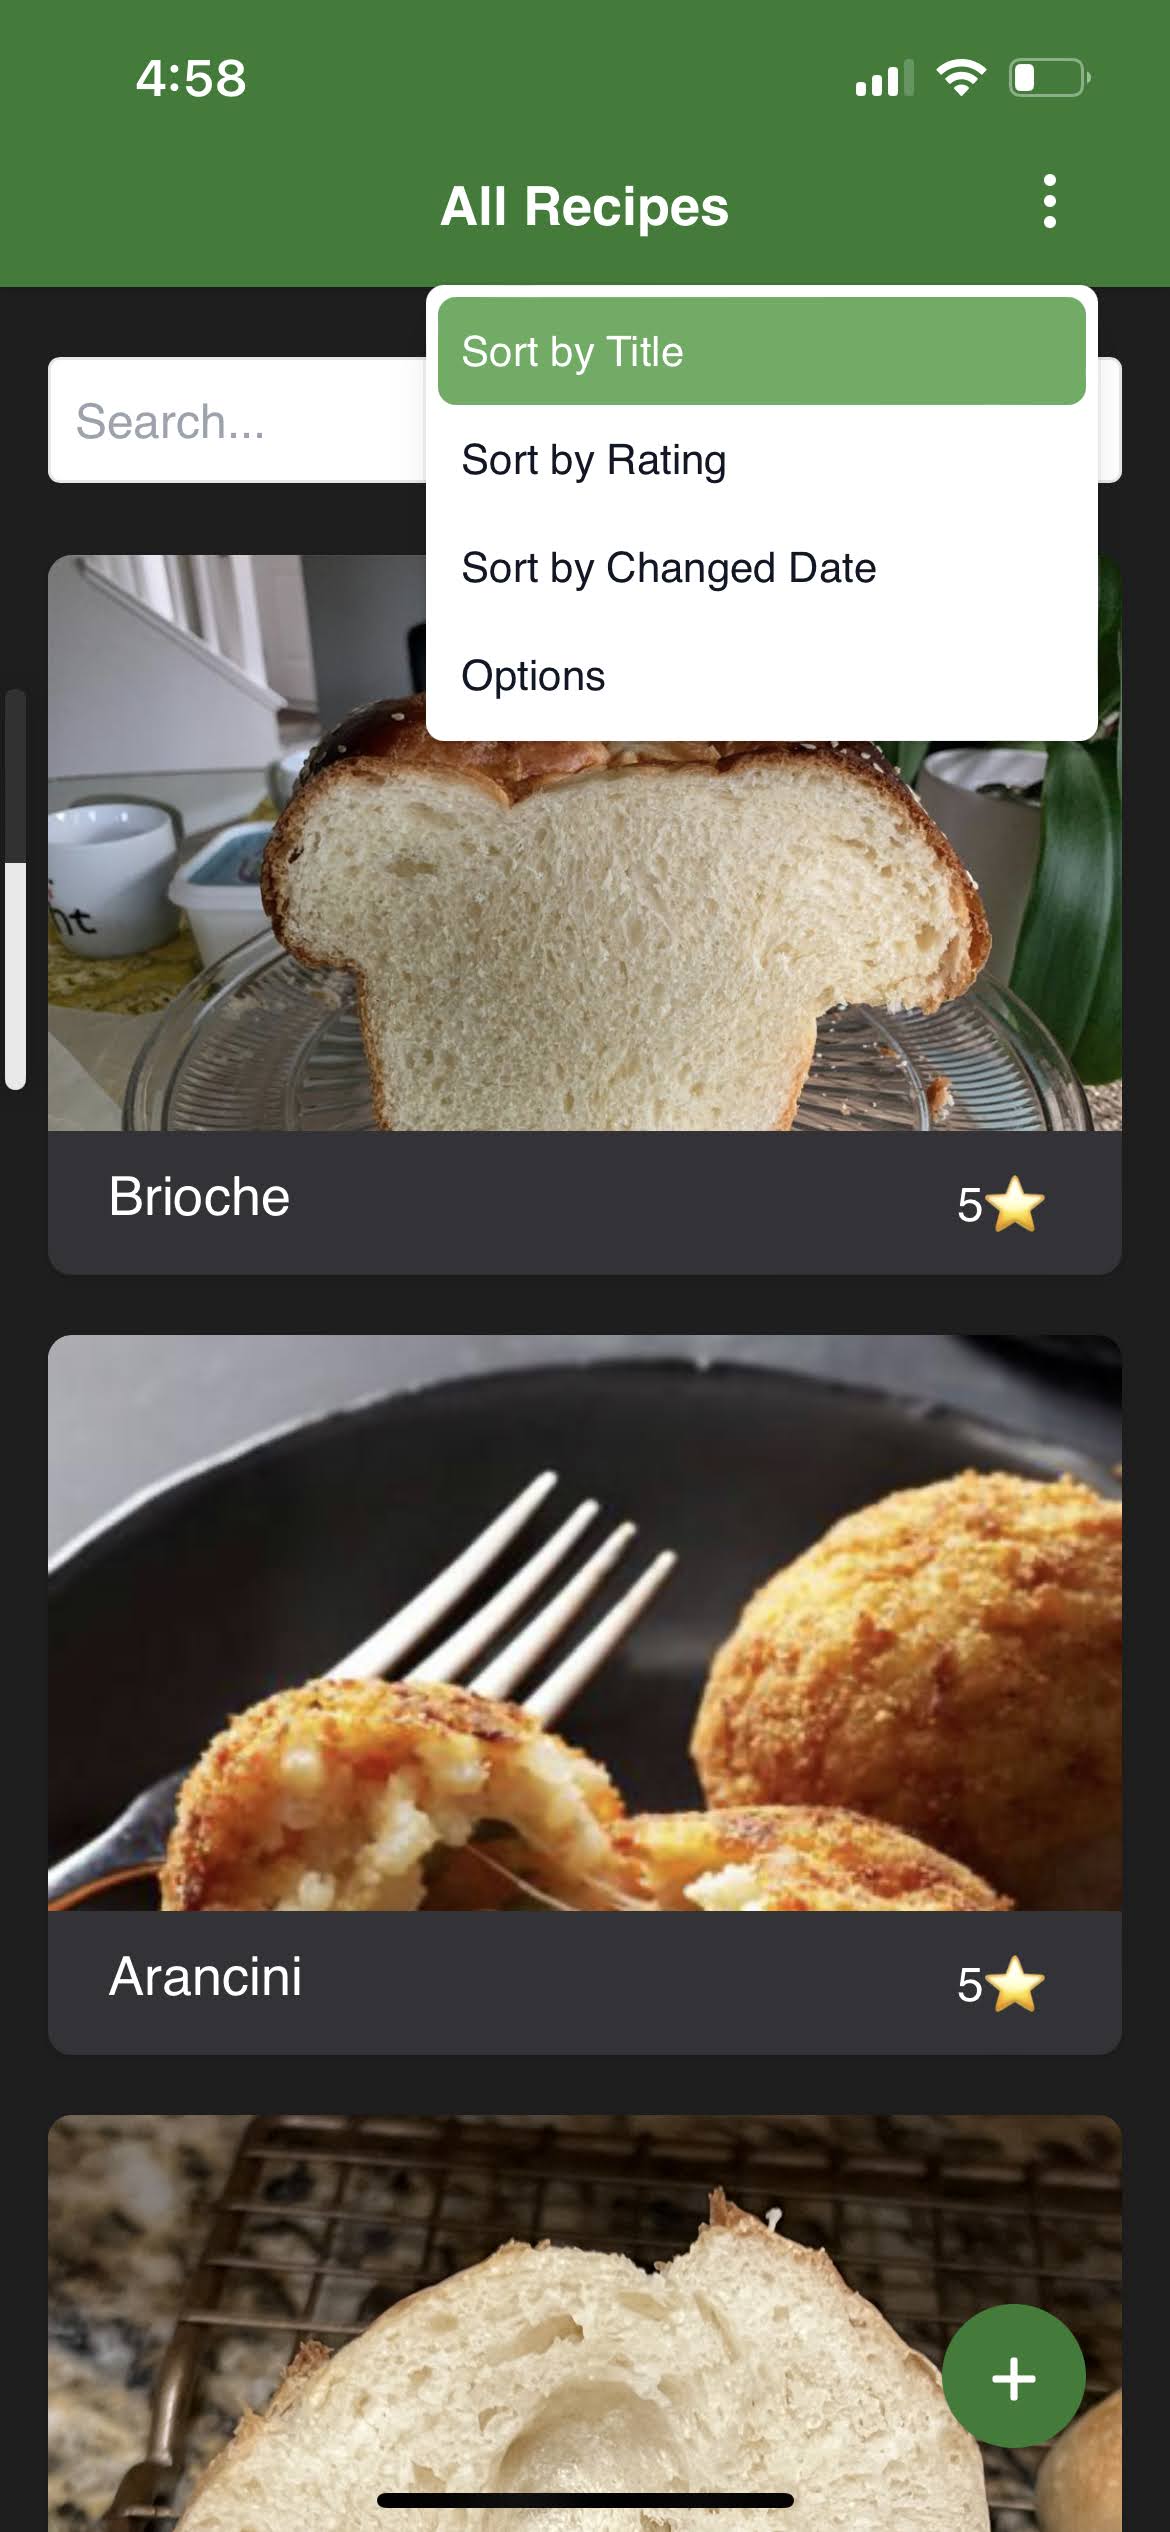 4:58
All Recipes
Search...
Sort by Title
Sort by Rating
Sort by Changed Date
Options
nt
Brioche
5⭐
Arancini
5⭐
+